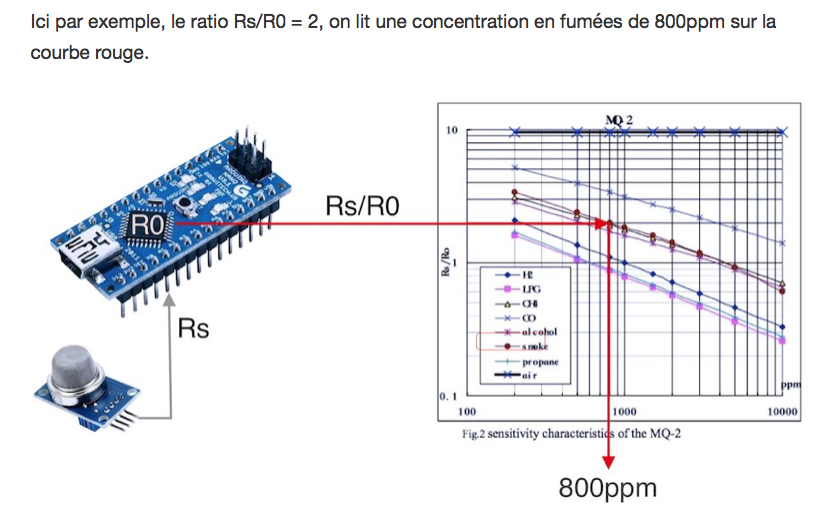 Ici par exemple, le ratio Rs/R0 = 2, on lit une concentration en fumées de 800ppm sur la
courbe rouge.
MQ-2
10
Rs/R0
R0
Rs/Ro
1
H2
LPG
CH4
CO
alcohol
smoke
propane
air
Rs
ppm
0.1
100
1000
10000
Fig.2 sensitivity characteristics of the MQ-2
800ppm